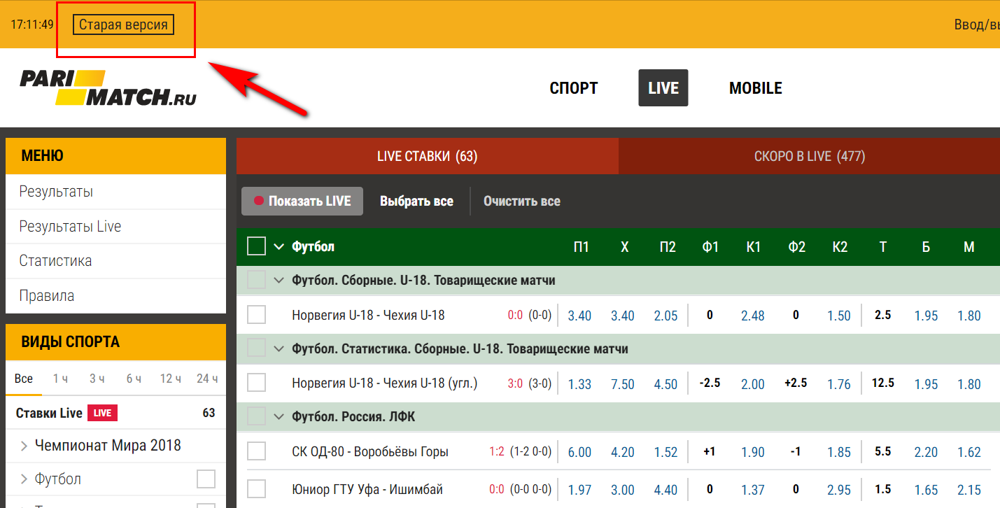 17:11:49 Старая версия Ввод/вы
PARIMATCH.RU СПОРТ LIVE MOBILE
МЕНЮ
Результаты
Результаты Live
Статистика
Правила
ВИДЫ СПОРТА
Все 1 ч 3 ч 6 ч 12 ч 24 ч
Ставки Live LIVE 63
Чемпионат Мира 2018
Футбол
LIVE СТАВКИ (63) СКОРО В LIVE (477)
Показать LIVE Выбрать все Очистить все
Футбол П1 X П2 Ф1 К1 Ф2 К2 Т Б М
Футбол. Сборные. U-18. Товарищеские матчи
Норвегия U-18 - Чехия U-18 0:0 (0-0) 3.40 3.40 2.05 0 2.48 0 1.50 2.5 1.95 1.80
Футбол. Статистика. Сборные. U-18. Товарищеские матчи
Норвегия U-18 - Чехия U-18 (угл.) 3:0 (3-0) 1.33 7.50 4.50 -2.5 2.00 +2.5 1.76 12.5 1.95 1.80
Футбол. Россия. ЛФК
СК ОД-80 - Воробьёвы Горы 1:2 (1-2 0-0) 6.00 4.20 1.52 +1 1.90 -1 1.85 5.5 2.20 1.62
Юниор ГТУ Уфа - Ишимбай 0:0 (0-0 0-0) 1.97 3.00 4.40 0 1.37 0 2.95 1.5 1.65 2.15